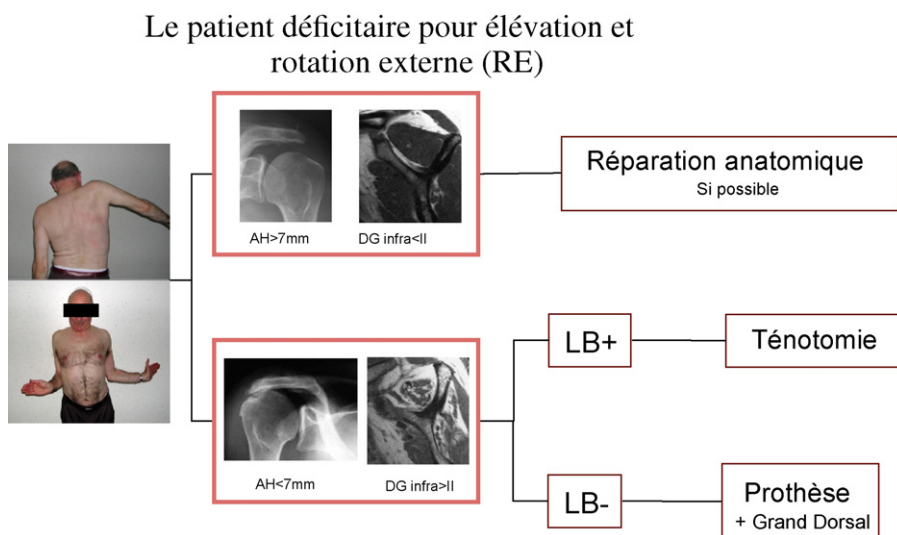 Le patient déficitaire pour élévation et
rotation externe (RE)
AH>7mm
DG infra<II
Réparation anatomique
Si possible
AH<7mm
DG infra>II
LB+
Ténotomie
LB-
Prothèse
+ Grand Dorsal